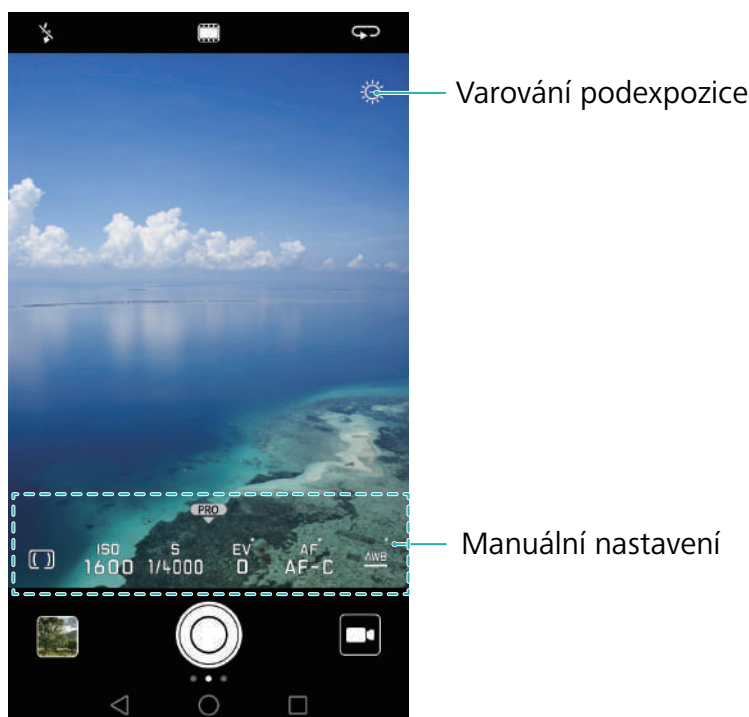 Varování podexpozice
PRO
ISO
1600
S
1/4000
EV
0
AF
AF-C
AWB
Manuální nastavení